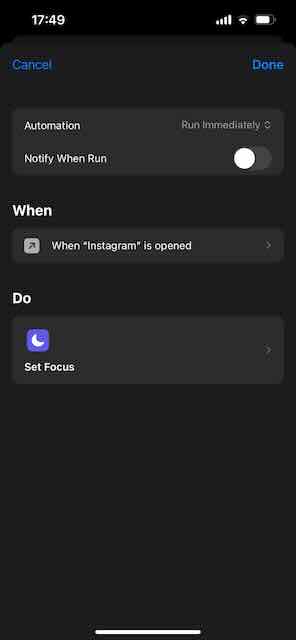 17:49
Cancel
Done
Automation
Run Immediately
Notify When Run
When
When "Instagram" is opened
Do
Set Focus